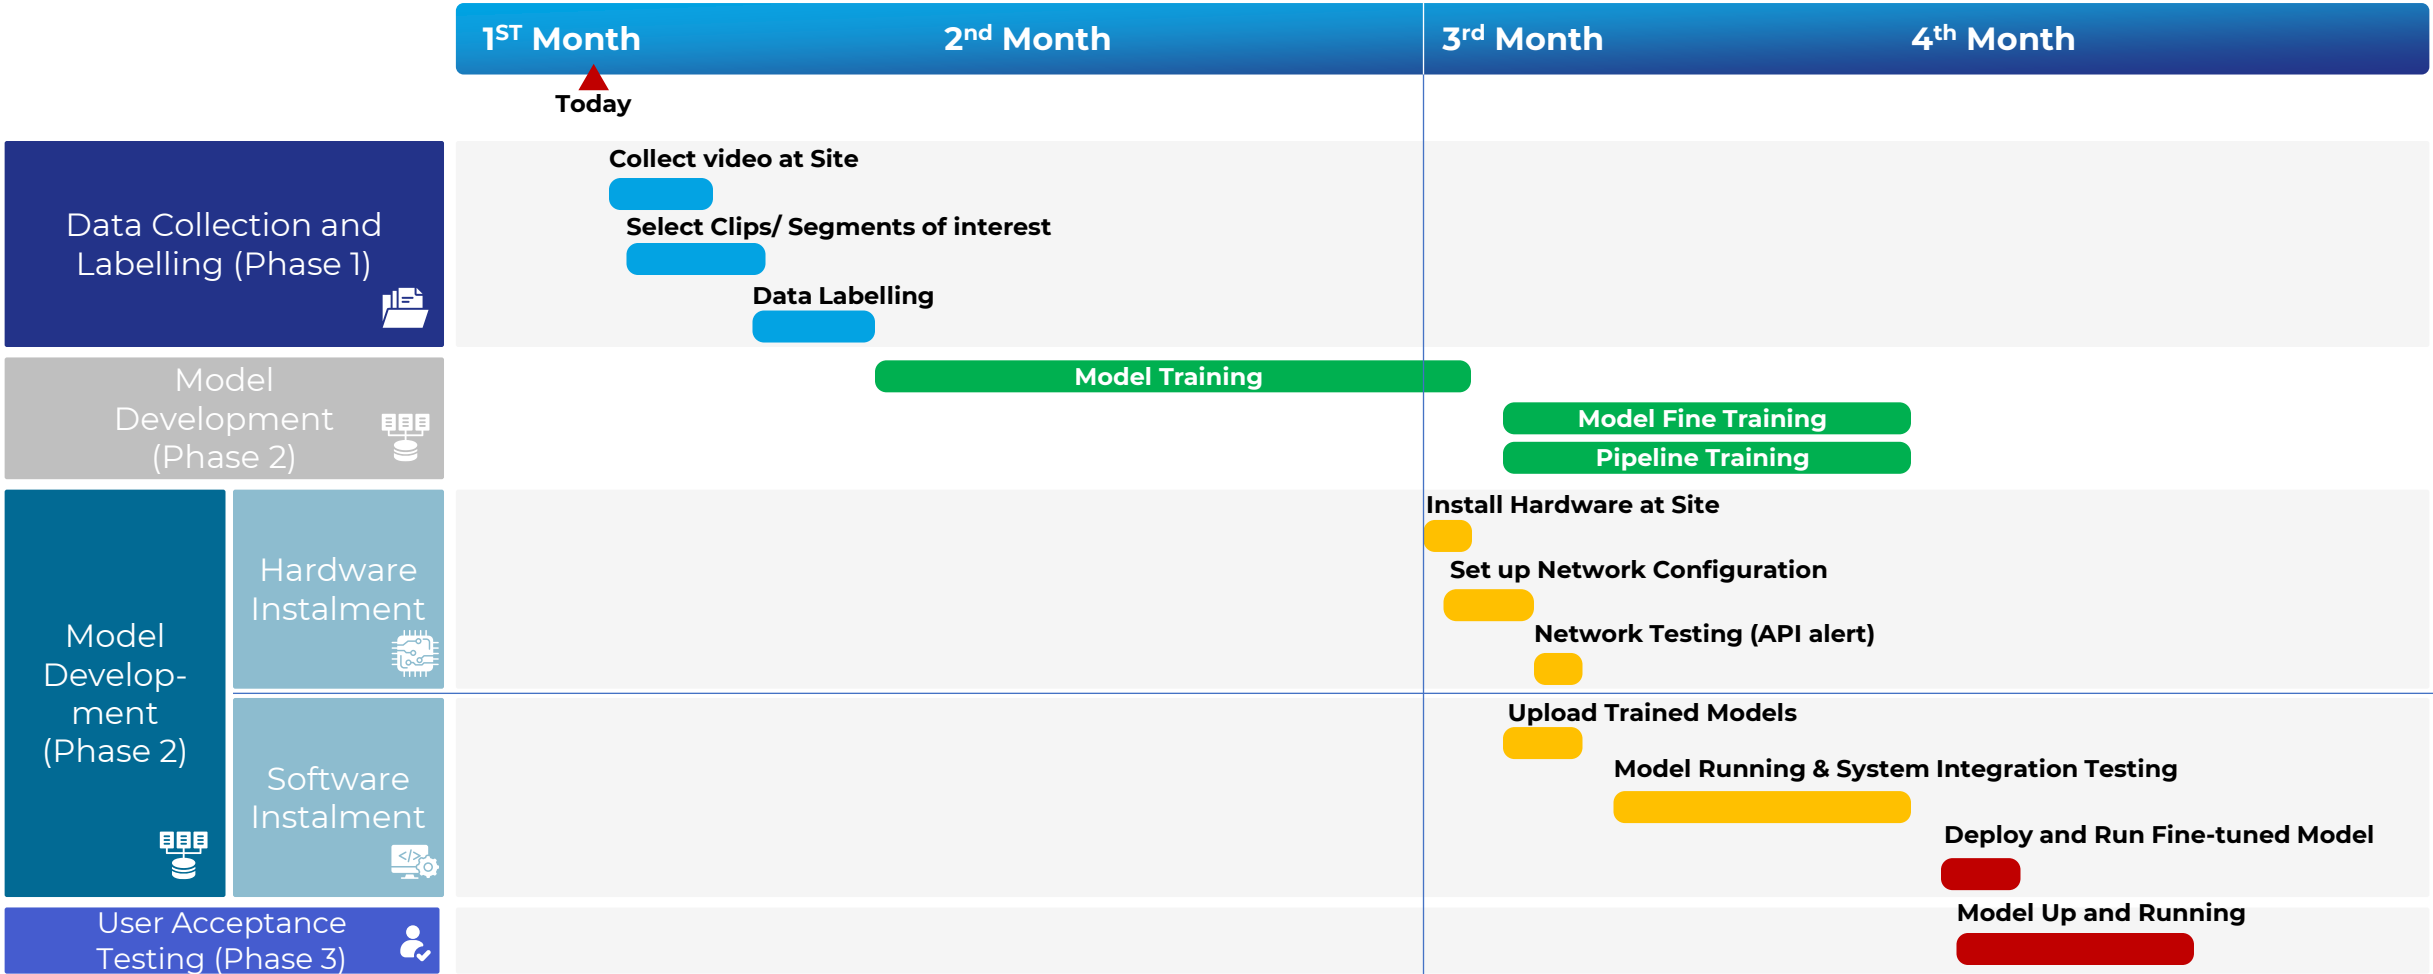 1ST Month
2nd Month
3rd Month
4th Month
Today
Data Collection and
Labelling (Phase 1)
Collect video at Site
Select Clips/ Segments of interest
Data Labelling
Model
Development
(Phase 2)
Model Training
Model Fine Training
Pipeline Training
Model
Develop-
ment
(Phase 2)
Hardware
Instalment
Install Hardware at Site
Set up Network Configuration
Network Testing (API alert)
Software
Instalment
Upload Trained Models
Model Running & System Integration Testing
Deploy and Run Fine-tuned Model
User Acceptance
Testing (Phase 3)
Model Up and Running